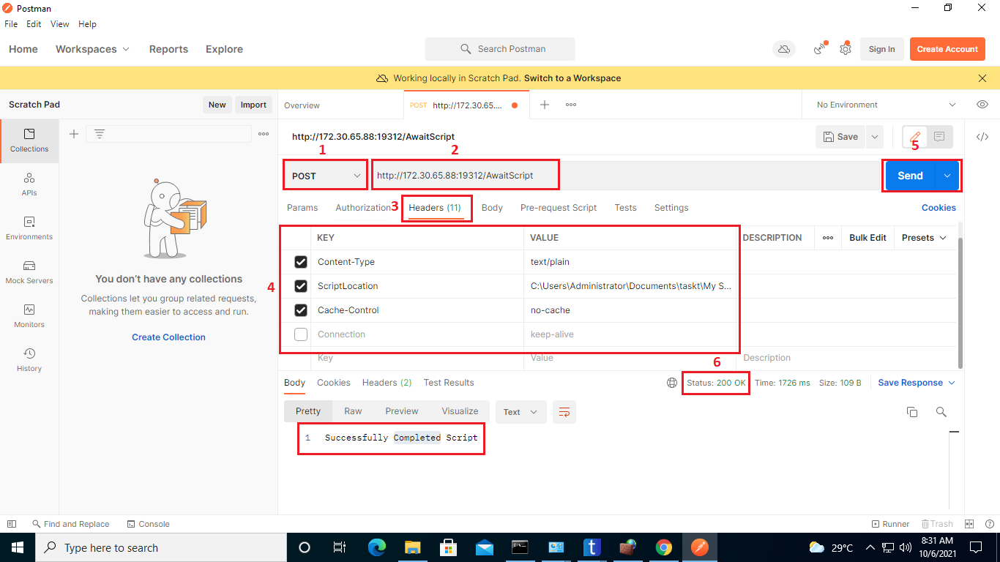 Postman
File Edit View Help
Home Workspaces Reports Explore Search Postman Sign In Create Account
Working locally in Scratch Pad. Switch to a Workspace
Scratch Pad New Import Overview POST http://172.30.65.... No Environment
http://172.30.65.88:19312/AwaitScript Save
Collections
APIs
Environments
Mock Servers
Monitors
History
You don't have any collections
Collections let you group related requests,
making them easier to access and run.
Create Collection
1 2 5
POST http://172.30.65.88:19312/AwaitScript Send
3
Params Authorization Headers (11) Body Pre-request Script Tests Settings Cookies
KEY VALUE DESCRIPTION Bulk Edit Presets
Content-Type text/plain
4 ScriptLocation C:\Users\Administrator\Documents\taskt\My S...
Cache-Control no-cache
Connection keep-alive
Key Value Description
6
Body Cookies Headers (2) Test Results Status: 200 OK Time: 1726 ms Size: 109 B Save Response
Pretty Raw Preview Visualize Text
1 Successfully Completed Script
Find and Replace Console Runner Trash
Type here to search 29°C 8:31 AM
10/6/2021